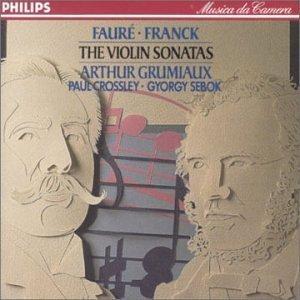 PHILIPS
Musica da Camera
FAURÉ · FRANCK
THE VIOLIN SONATAS
ARTHUR GRUMIAUX
PAUL CROSSLEY · GYORGY SEBOK